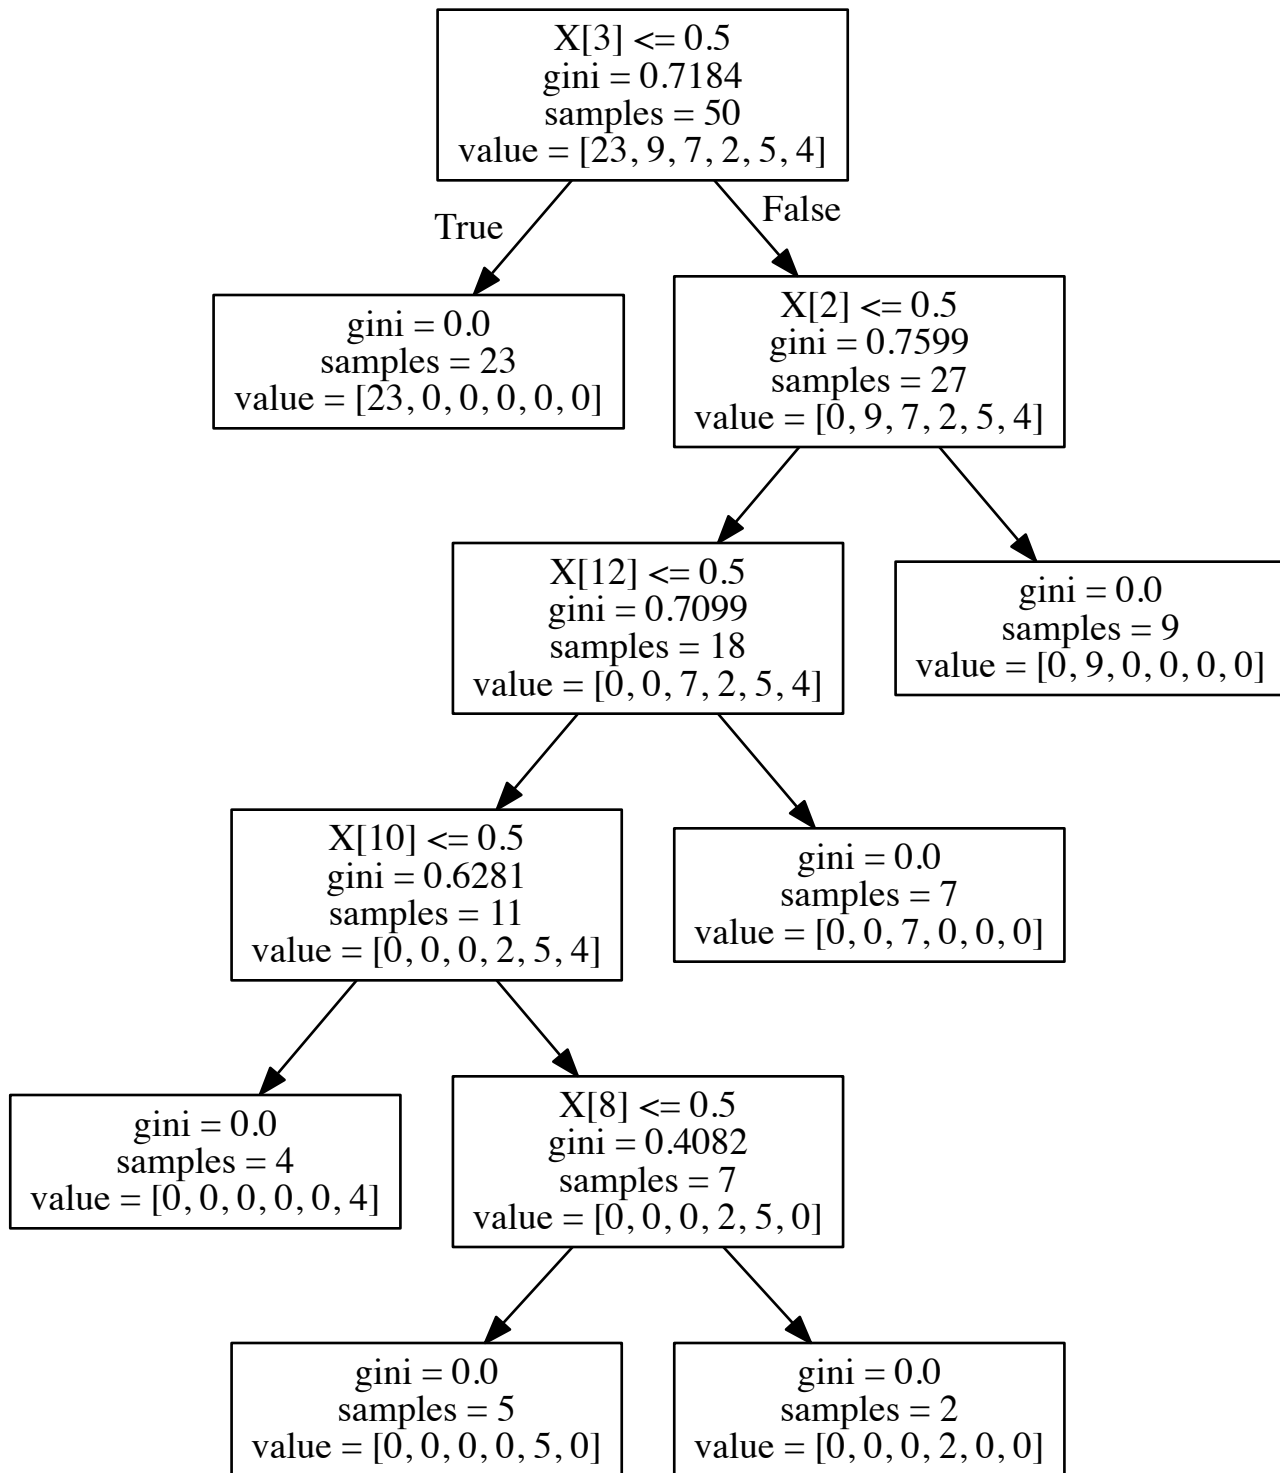 X[3] <= 0.5
gini = 0.7184
samples = 50
value = [23, 9, 7, 2, 5, 4]
True
False
gini = 0.0
samples = 23
value = [23, 0, 0, 0, 0, 0]
X[2] <= 0.5
gini = 0.7599
samples = 27
value = [0, 9, 7, 2, 5, 4]
X[12] <= 0.5
gini = 0.7099
samples = 18
value = [0, 0, 7, 2, 5, 4]
gini = 0.0
samples = 9
value = [0, 9, 0, 0, 0, 0]
X[10] <= 0.5
gini = 0.6281
samples = 11
value = [0, 0, 0, 2, 5, 4]
gini = 0.0
samples = 7
value = [0, 0, 7, 0, 0, 0]
gini = 0.0
samples = 4
value = [0, 0, 0, 0, 0, 4]
X[8] <= 0.5
gini = 0.4082
samples = 7
value = [0, 0, 0, 2, 5, 0]
gini = 0.0
samples = 5
value = [0, 0, 0, 0, 5, 0]
gini = 0.0
samples = 2
value = [0, 0, 0, 2, 0, 0]